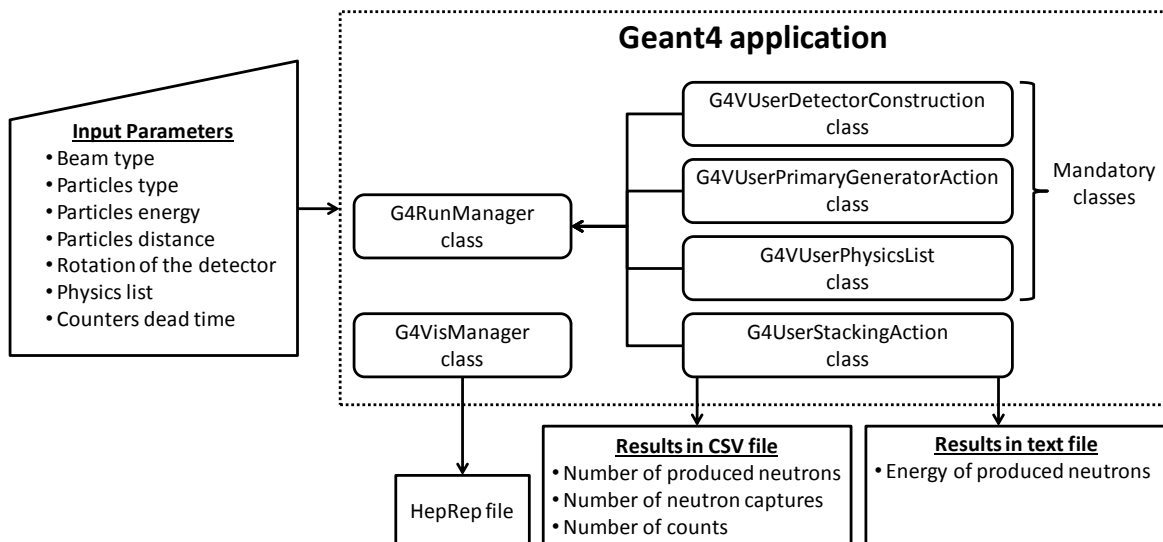 Geant4 application
Input Parameters
• Beam type
• Particles type
• Particles energy
• Particles distance
• Rotation of the detector
• Physics list
• Counters dead time
G4RunManager
class
G4VisManager
class
G4VUserDetectorConstruction
class
G4VUserPrimaryGeneratorAction
class
G4VUserPhysicsList
class
G4UserStackingAction
class
Mandatory
classes
HepRep file
Results in CSV file
• Number of produced neutrons
• Number of neutron captures
• Number of counts
Results in text file
• Energy of produced neutrons